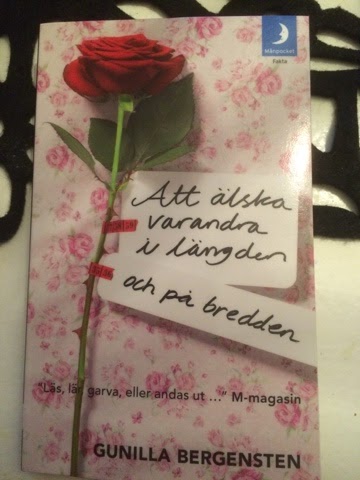 Månpocket
Fakta
Att älska
varandra
i längden
och på bredden
"Läs, lär, garva, eller andas ut ..." M-magasin
GUNILLA BERGENSTEN